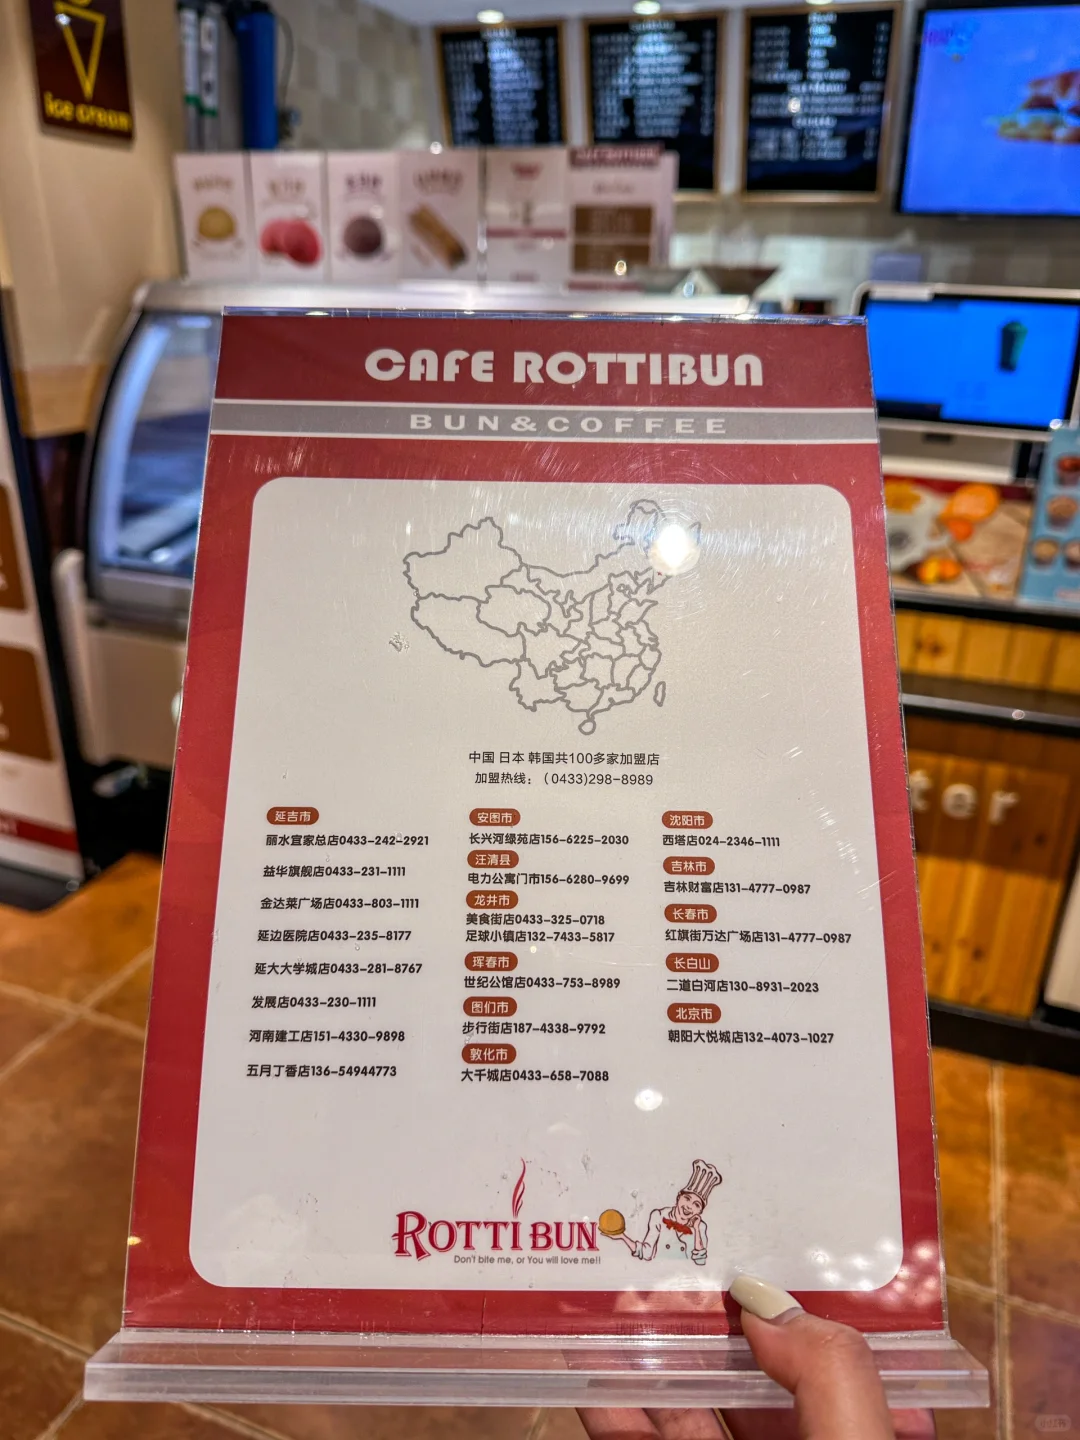 ice cream
CAFE ROTTIBUN
BUN&COFFEE
中国 日本 韩国共100多家加盟店
加盟热线：（0433)298-8989
延吉市
丽水宜家总店0433-242-2921
益华旗舰店0433-231-1111
金达莱广场店0433-803-1111
延边医院店0433-235-8177
延大大学城店0433-281-8767
发展店0433-230-1111
河南建工店151-4330-9898
五月丁香店136-54944773
安图市
长兴河绿苑店156-6225-2030
汪清县
电力公寓门市156-6280-9699
龙井市
美食街店0433-325-0718
足球小镇店132-7433-5817
珲春市
世纪公馆店0433-753-8989
图们市
步行街店187-4338-9792
敦化市
大千城店0433-658-7088
沈阳市
西塔店024-2346-1111
吉林市
吉林财富店131-4777-0987
长春市
红旗街万达广场店131-4777-0987
长白山
二道白河店130-8931-2023
北京市
朝阳大悦城店132-4073-1027
ROTTI BUN
Don't bite me, or You will love me!!